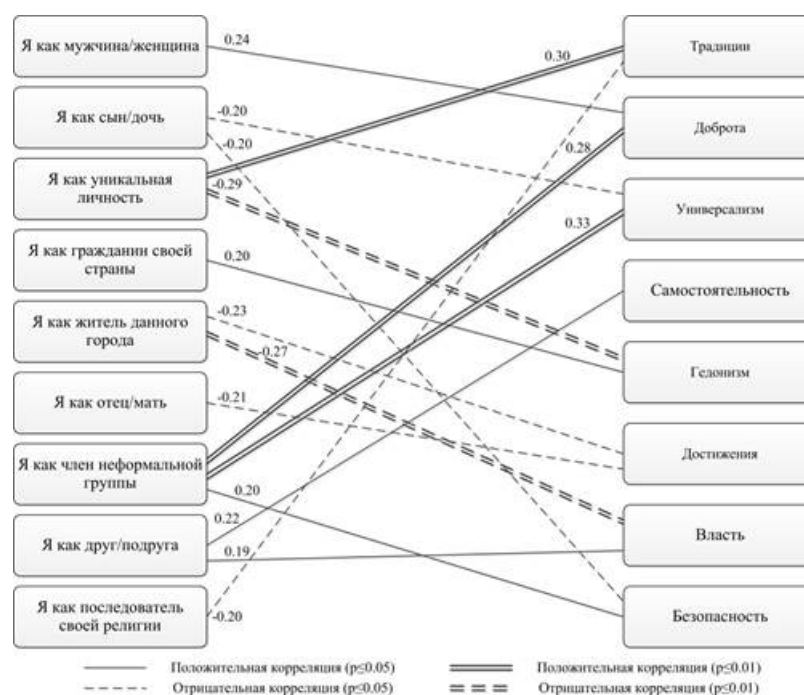 Я как мужчина/женщина
0.24
0.30
Традиции
Я как сын/дочь
-0.20
-0.20
0.28
Доброта
Я как уникальная
личность
-0.29
0.33
Универсализм
Я как гражданин своей
страны
0.20
Самостоятельность
Я как житель данного
города
-0.23
-0.27
Гедонизм
Я как отец/мать
-0.21
Достижения
Я как член неформальной
группы
0.20
Я как друг/подруга
0.22
0.19
Власть
Я как последователь
своей религии
-0.20
Безопасность
Положительная корреляция (p≤0.05)
Положительная корреляция (p≤0.01)
Отрицательная корреляция (p≤0.05)
Отрицательная корреляция (p≤0.01)